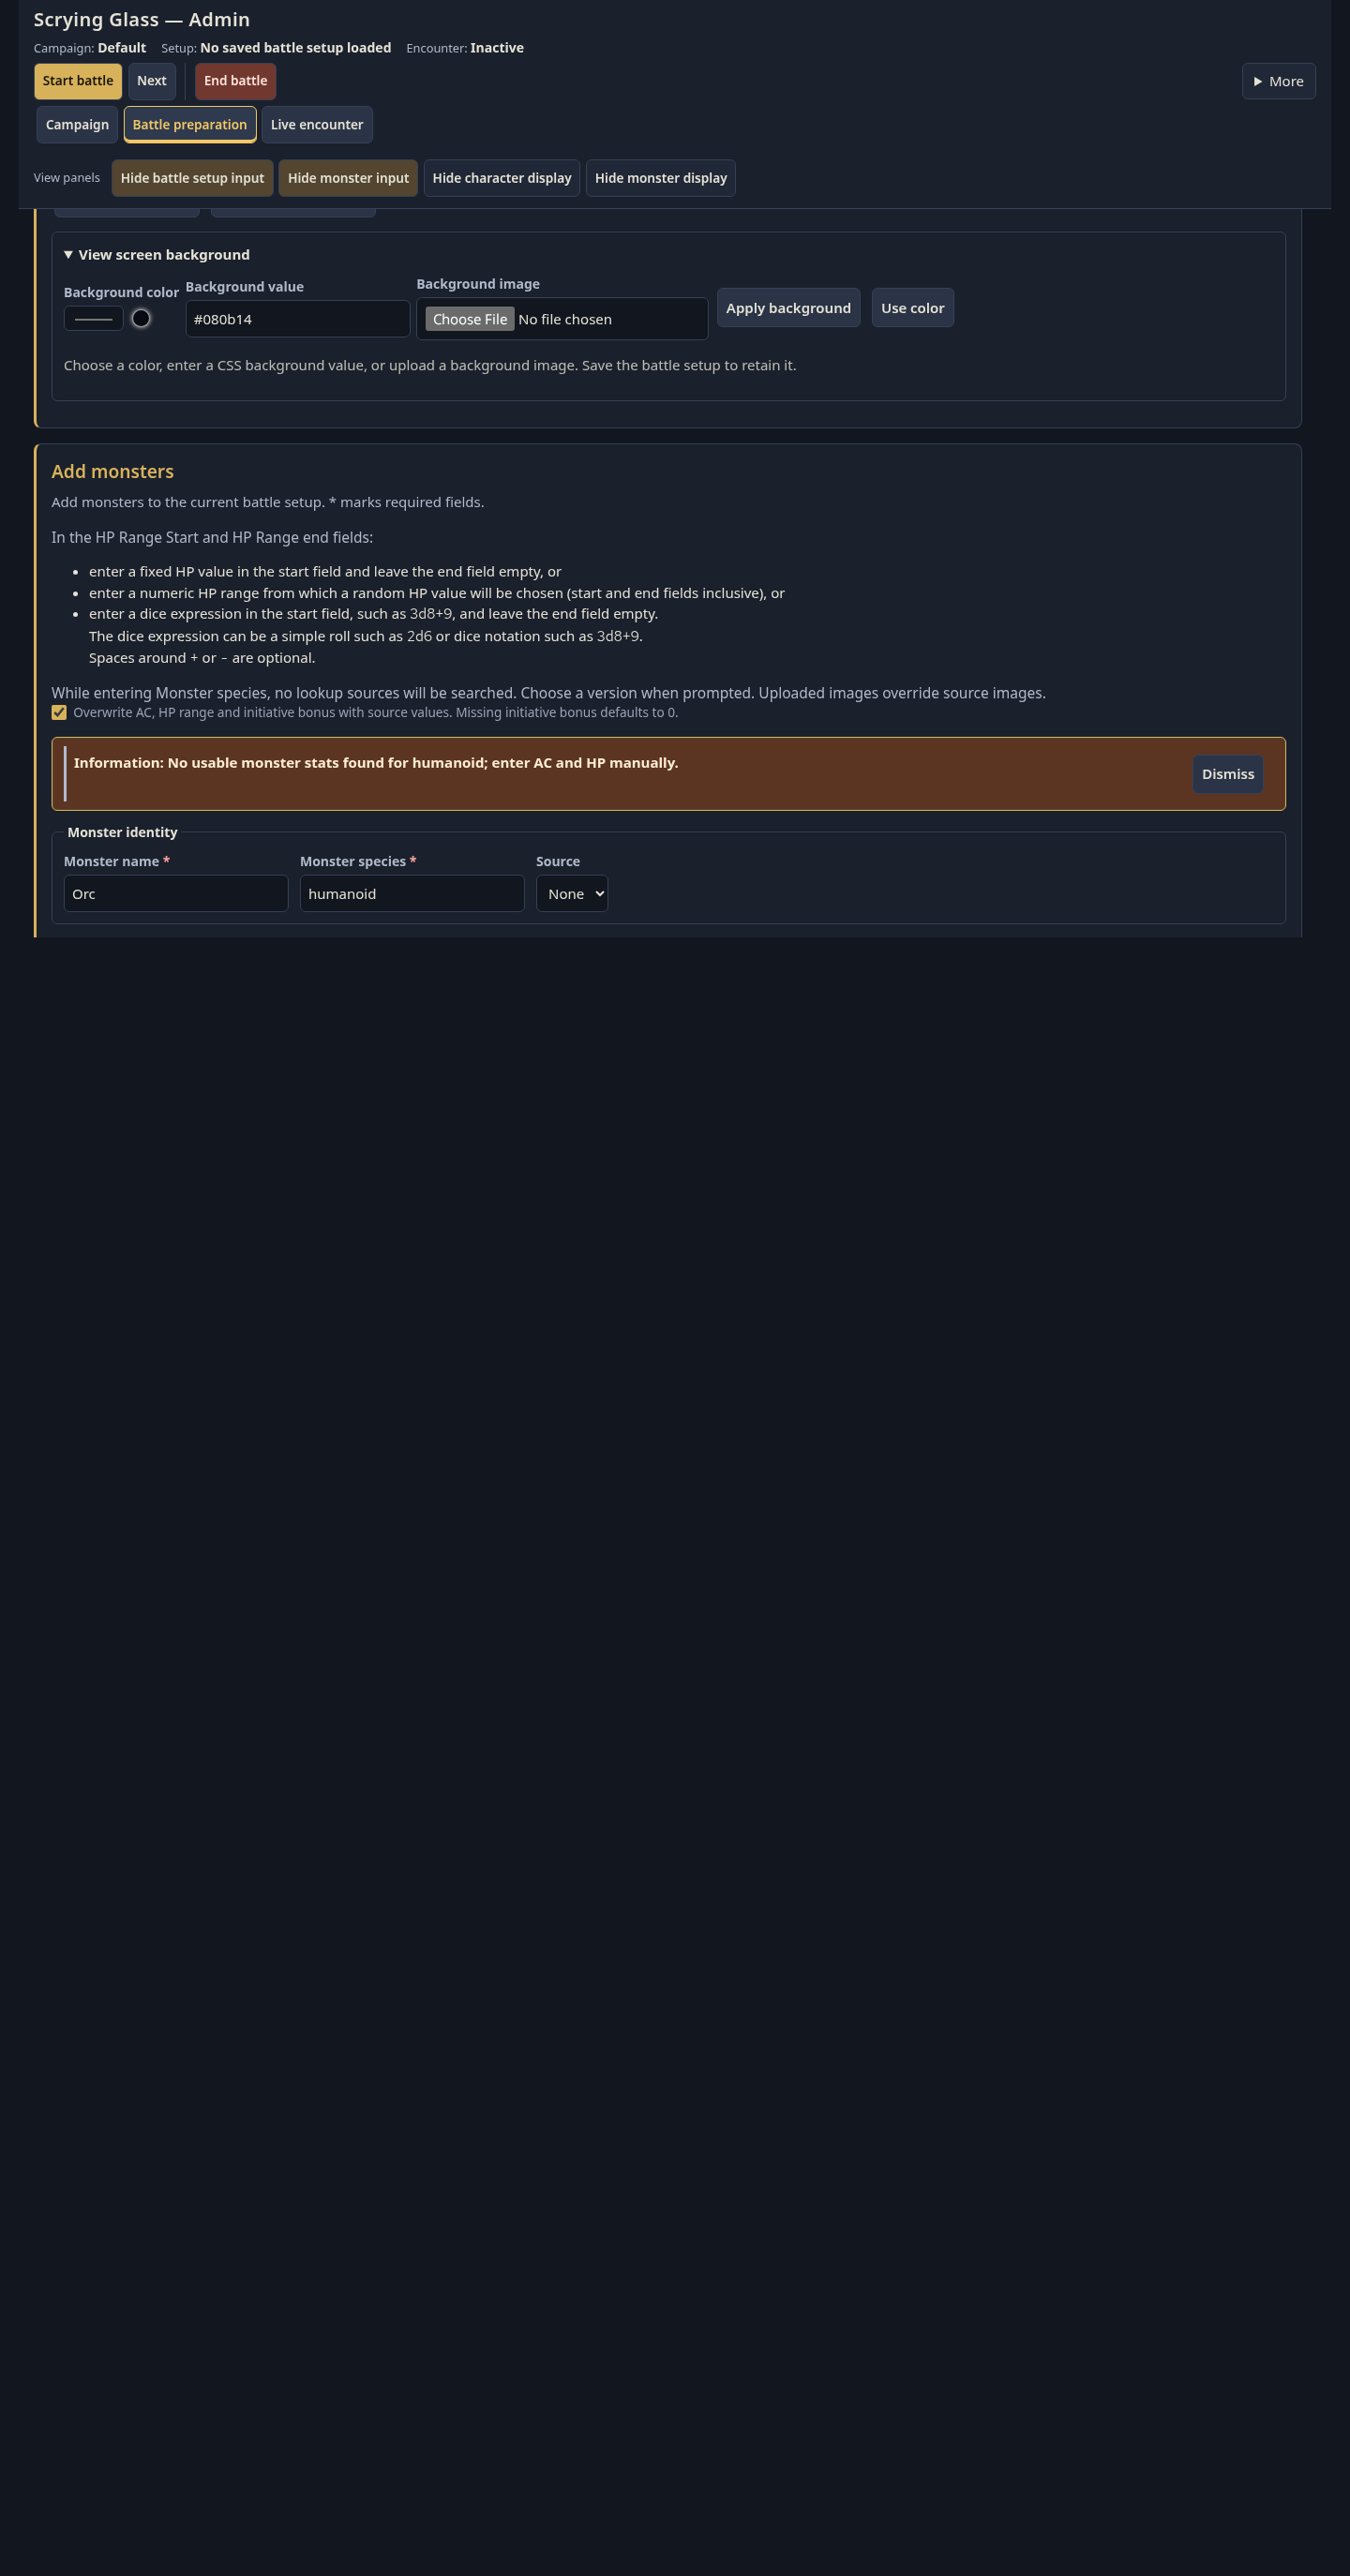 Scrying Glass — Admin
Campaign: Default Setup: No saved battle setup loaded Encounter: Inactive
Start battle Next End battle More
Campaign Battle preparation Live encounter
View panels Hide battle setup input Hide monster input Hide character display Hide monster display
View screen background
Background color Background value Background image
#080b14 Choose File No file chosen Apply background Use color
Choose a color, enter a CSS background value, or upload a background image. Save the battle setup to retain it.
Add monsters
Add monsters to the current battle setup. * marks required fields.
In the HP Range Start and HP Range end fields:
• enter a fixed HP value in the start field and leave the end field empty, or
• enter a numeric HP range from which a random HP value will be chosen (start and end fields inclusive), or
• enter a dice expression in the start field, such as 3d8+9, and leave the end field empty.
The dice expression can be a simple roll such as 2d6 or dice notation such as 3d8+9.
Spaces around + or - are optional.
While entering Monster species, no lookup sources will be searched. Choose a version when prompted. Uploaded images override source images.
Overwrite AC, HP range and initiative bonus with source values. Missing initiative bonus defaults to 0.
Information: No usable monster stats found for humanoid; enter AC and HP manually.
Dismiss
Monster identity
Monster name * Monster species * Source
Orc humanoid None